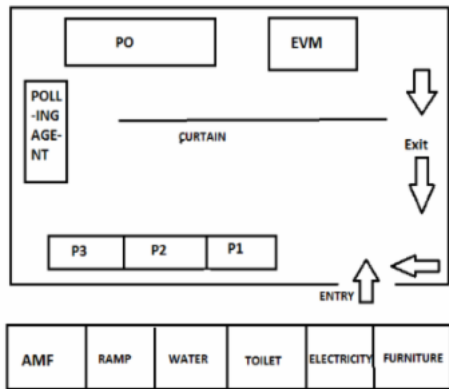 PO
EVM
POLL
-ING
AGE-
NT
CURTAIN
Exit
P3 P2 P1
ENTRY
AMF RAMP WATER TOILET ELECTRICITY FURNITURE